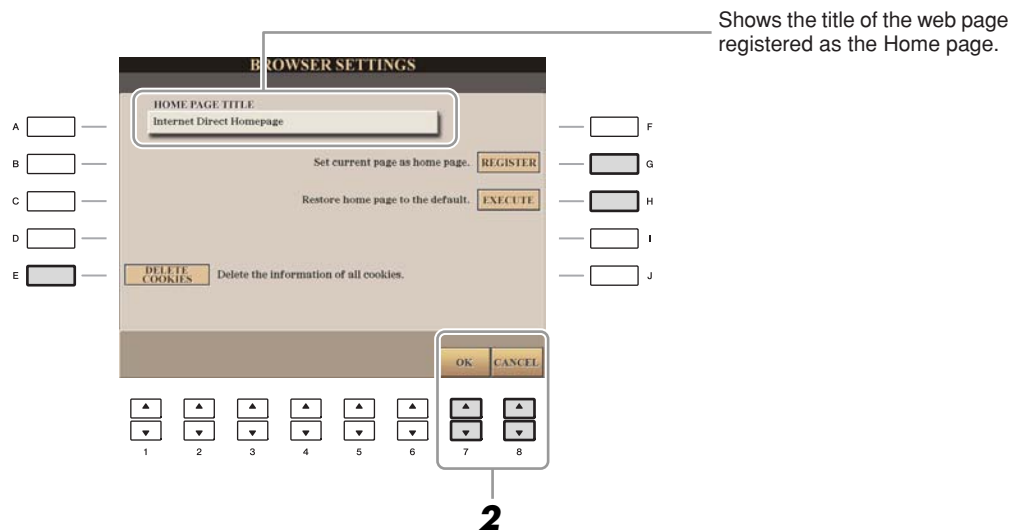 Shows the title of the web page
registered as the Home page.
BROWSER SETTINGS
HOME PAGE TITLE
Internet Direct Homepage
A
F
B
Set current page as home page.
REGISTER
G
C
Restore home page to the default.
EXECUTE
H
D
I
E
DELETE
COOKIES
Delete the information of all cookies.
J
OK
CANCEL
1 2 3 4 5 6 7 8
2